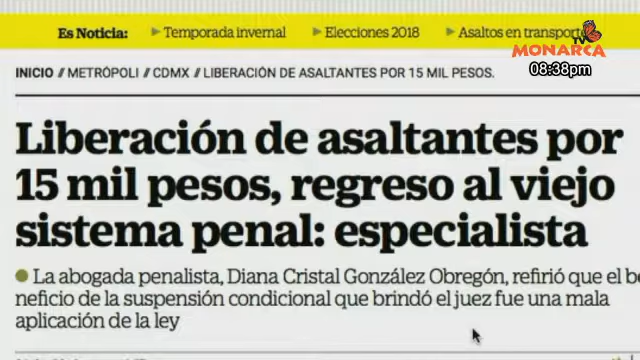 Es Noticia: Temporada invernal Elecciones 2018 Asaltos en transporte
TV
MONARCA
08:38pm
INICIO // METRÓPOLI // CDMX // LIBERACIÓN DE ASALTANTES POR 15 MIL PESOS.
Liberación de asaltantes por
15 mil pesos, regreso al viejo
sistema penal: especialista
La abogada penalista, Diana Cristal González Obregón, refirió que el be
neficio de la suspensión condicional que brindó el juez fue una mala
aplicación de la ley